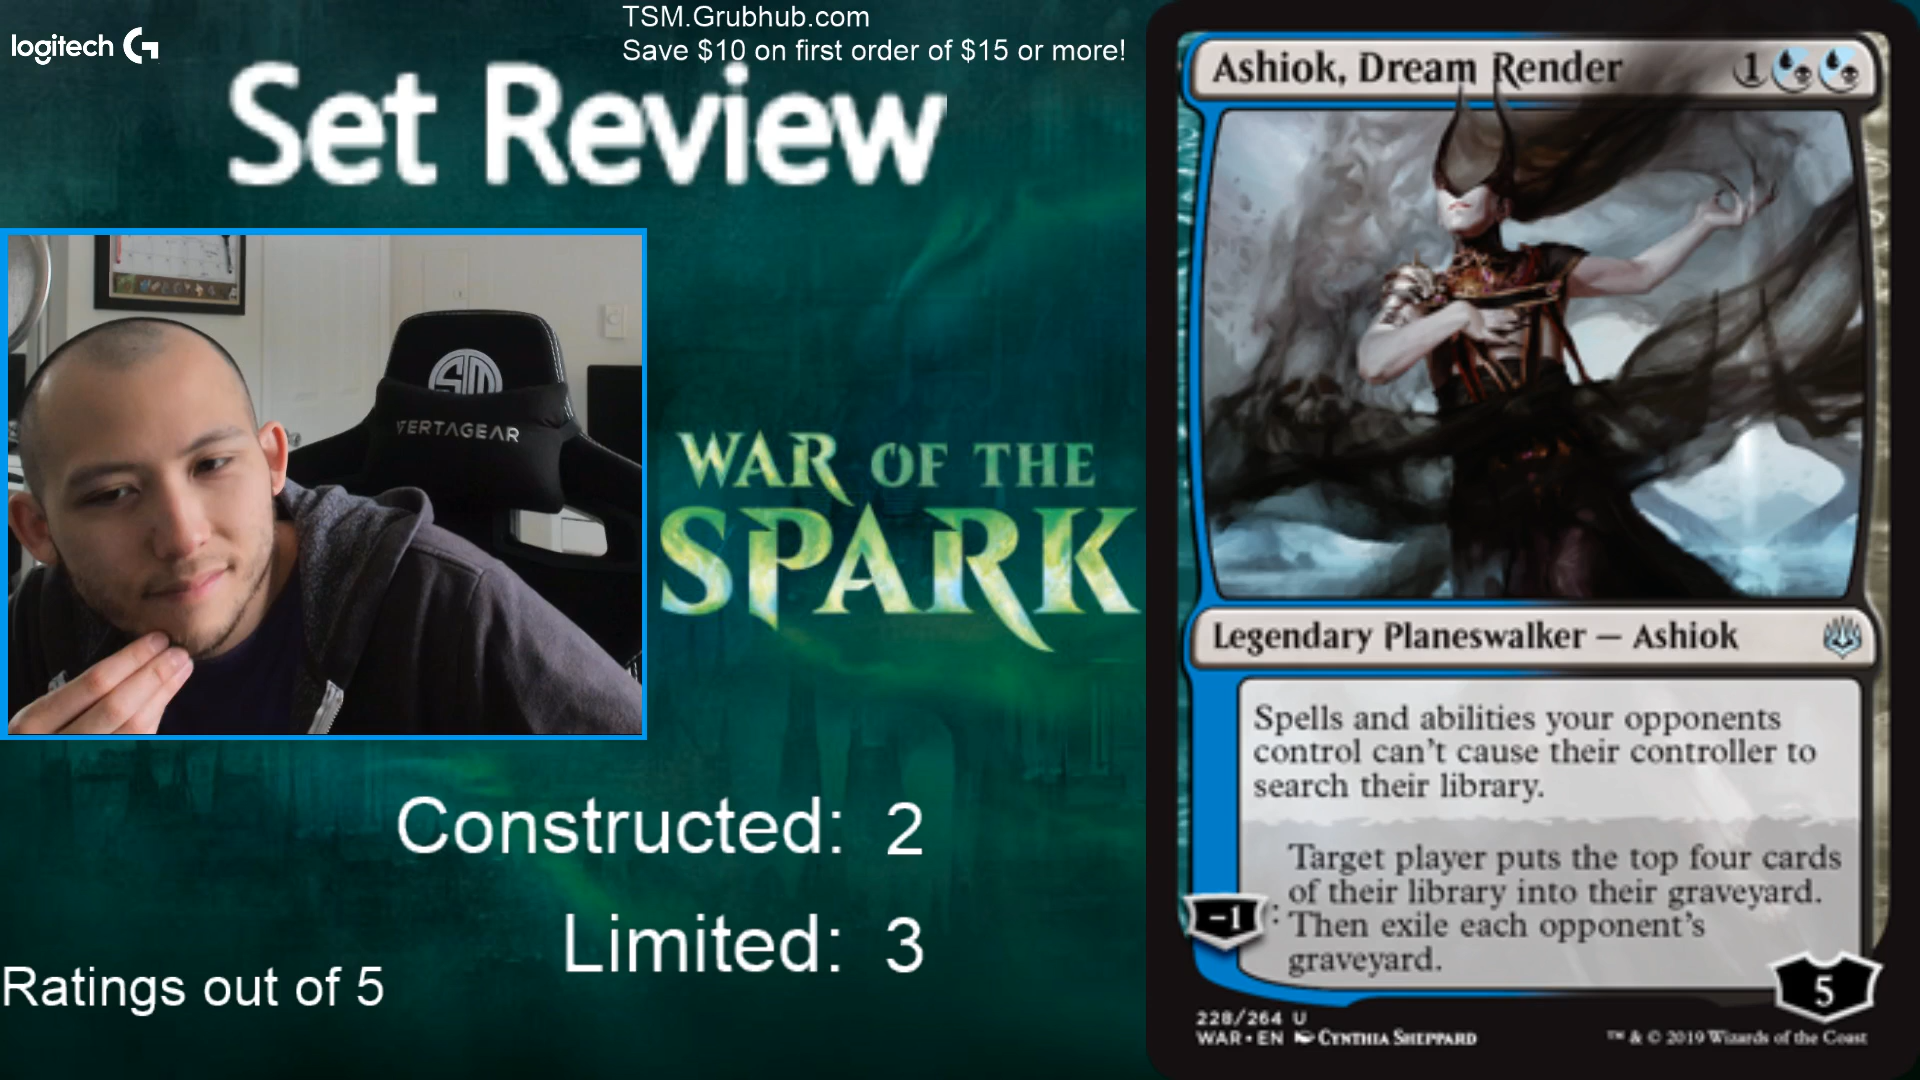 TSM.Grubhub.com
Save $10 on first order of $15 or more!
logitech G
Set Review
TSM
VERTAGEAR
WAR OF THE
SPARK
Constructed: 2
Limited: 3
Ratings out of 5
Ashiok, Dream Render 1
Legendary Planeswalker — Ashiok
Spells and abilities your opponents
control can't cause their controller to
search their library.
Target player puts the top four cards
of their library into their graveyard.
-1 : Then exile each opponent's
graveyard.
5
228/264 U
WAR • EN Cynthia Sheppard
™ & © 2019 Wizards of the Coast